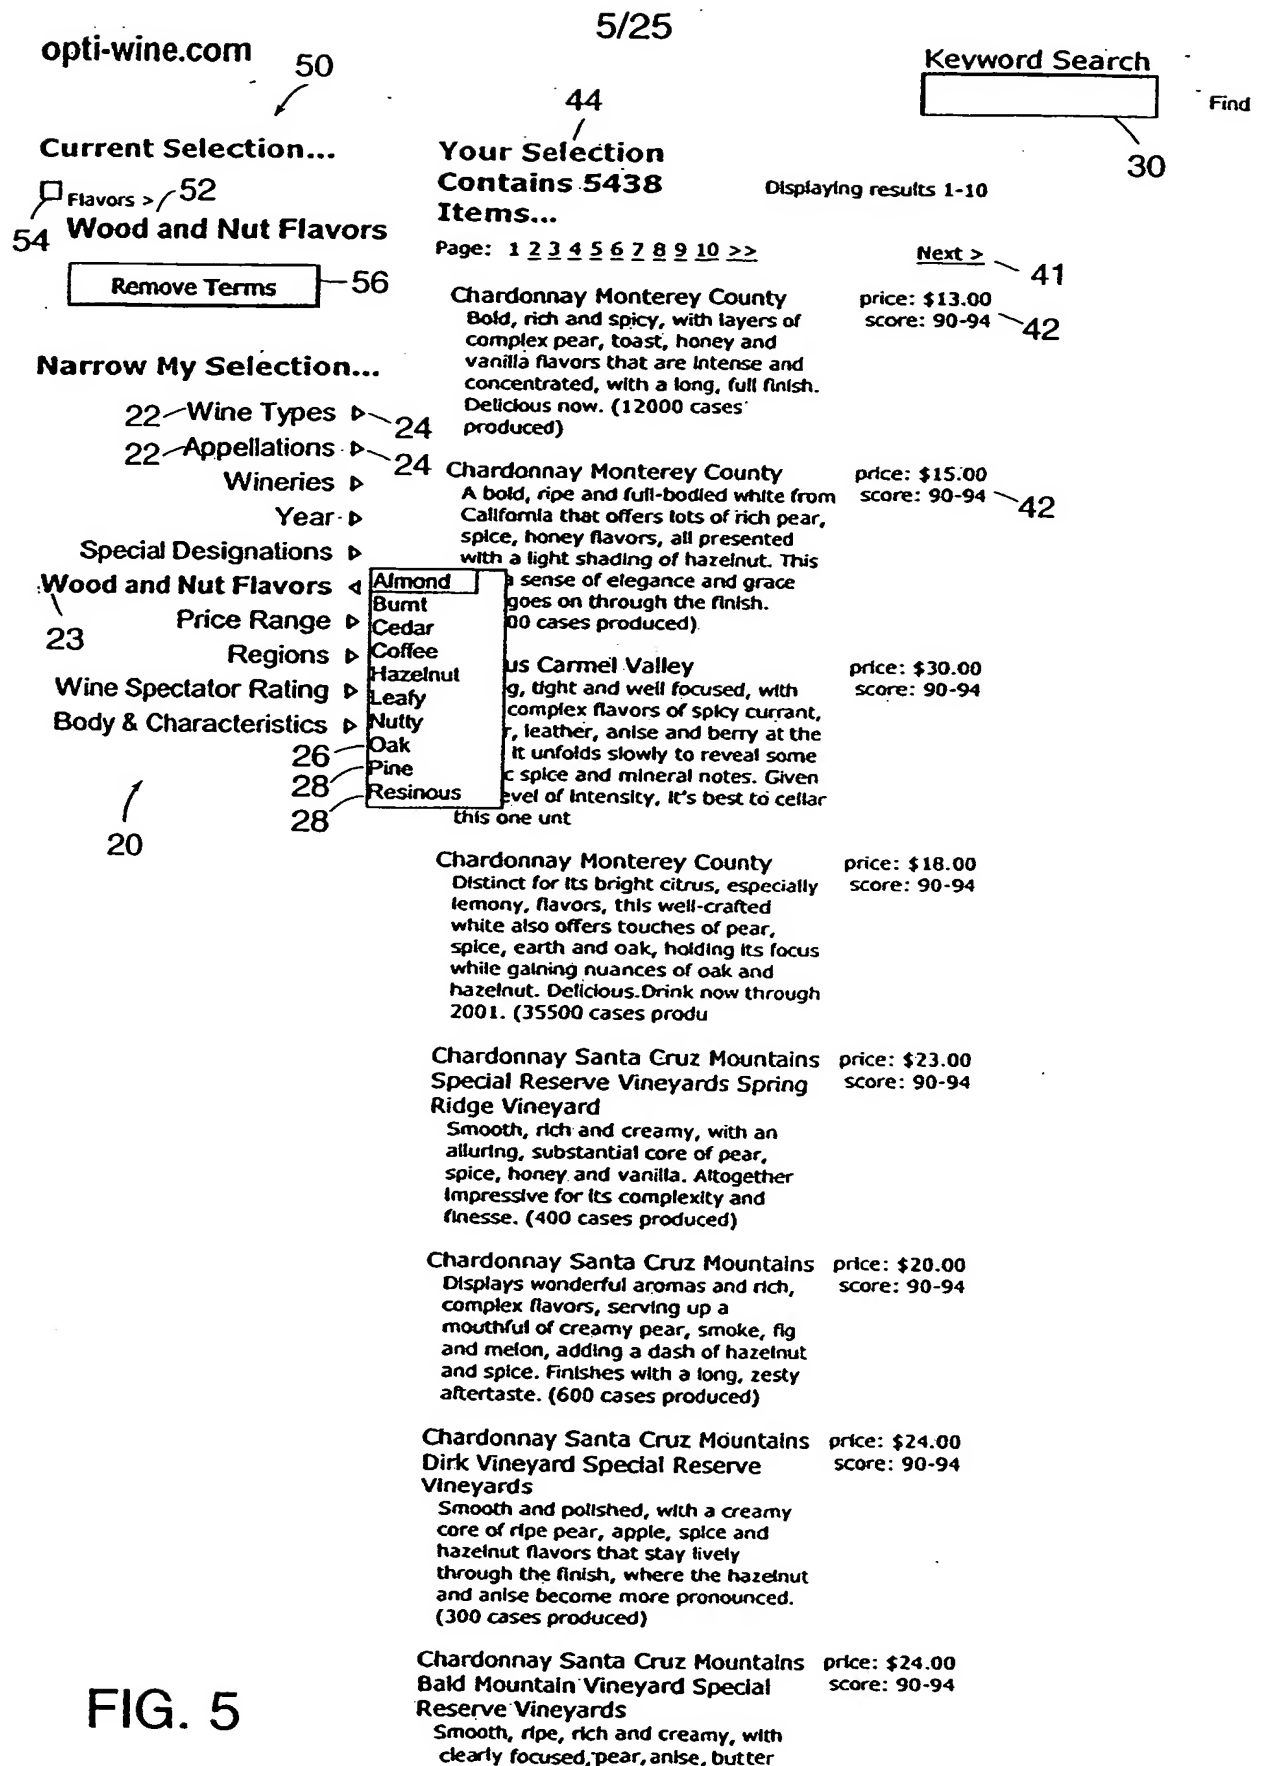 5/25
opti-wine.com
50
Keyword Search
Find
30
Current Selection...
Flavors > 52
54
Wood and Nut Flavors
Remove Terms
56
Narrow My Selection...
22 Wine Types 24
22 Appellations 24
Wineries
Year
Special Designations
Wood and Nut Flavors
23
Price Range
Regions
Wine Spectator Rating
Body & Characteristics
20
Almond
Burnt
Cedar
Coffee
Hazelnut
Leafy
Nutty
26 Oak
28 Pine
28 Resinous
44
Your Selection
Contains 5438
Items...
Displaying results 1-10
Page: 1 2 3 4 5 6 7 8 9 10 >>
Next >
41
Chardonnay Monterey County price: $13.00
score: 90-94 42
Bold, rich and spicy, with layers of
complex pear, toast, honey and
vanilla flavors that are intense and
concentrated, with a long, full finish.
Delicious now. (12000 cases
produced)
Chardonnay Monterey County price: $15.00
score: 90-94 42
A bold, ripe and full-bodied white from
California that offers lots of rich pear,
spice, honey flavors, all presented
with a light shading of hazelnut. This
sense of elegance and grace
goes on through the finish.
00 cases produced)
us Carmel Valley price: $30.00
score: 90-94
g, tight and well focused, with
complex flavors of spicy currant,
r, leather, anise and berry at the
it unfolds slowly to reveal some
c spice and mineral notes. Given
evel of intensity, it's best to cellar
this one unt
Chardonnay Monterey County price: $18.00
score: 90-94
Distinct for its bright citrus, especially
lemony, flavors, this well-crafted
white also offers touches of pear,
spice, earth and oak, holding its focus
while gaining nuances of oak and
hazelnut. Delicious.Drink now through
2001. (35500 cases produ
Chardonnay Santa Cruz Mountains price: $23.00
Special Reserve Vineyards Spring score: 90-94
Ridge Vineyard
Smooth, rich and creamy, with an
alluring, substantial core of pear,
spice, honey and vanilla. Altogether
impressive for its complexity and
finesse. (400 cases produced)
Chardonnay Santa Cruz Mountains price: $20.00
score: 90-94
Displays wonderful aromas and rich,
complex flavors, serving up a
mouthful of creamy pear, smoke, fig
and melon, adding a dash of hazelnut
and spice. Finishes with a long, zesty
aftertaste. (600 cases produced)
Chardonnay Santa Cruz Mountains price: $24.00
Dirk Vineyard Special Reserve score: 90-94
Vineyards
Smooth and polished, with a creamy
core of ripe pear, apple, spice and
hazelnut flavors that stay lively
through the finish, where the hazelnut
and anise become more pronounced.
(300 cases produced)
Chardonnay Santa Cruz Mountains price: $24.00
Bald Mountain Vineyard Special score: 90-94
Reserve Vineyards
Smooth, ripe, rich and creamy, with
clearly focused, pear, anise, butter
FIG. 5